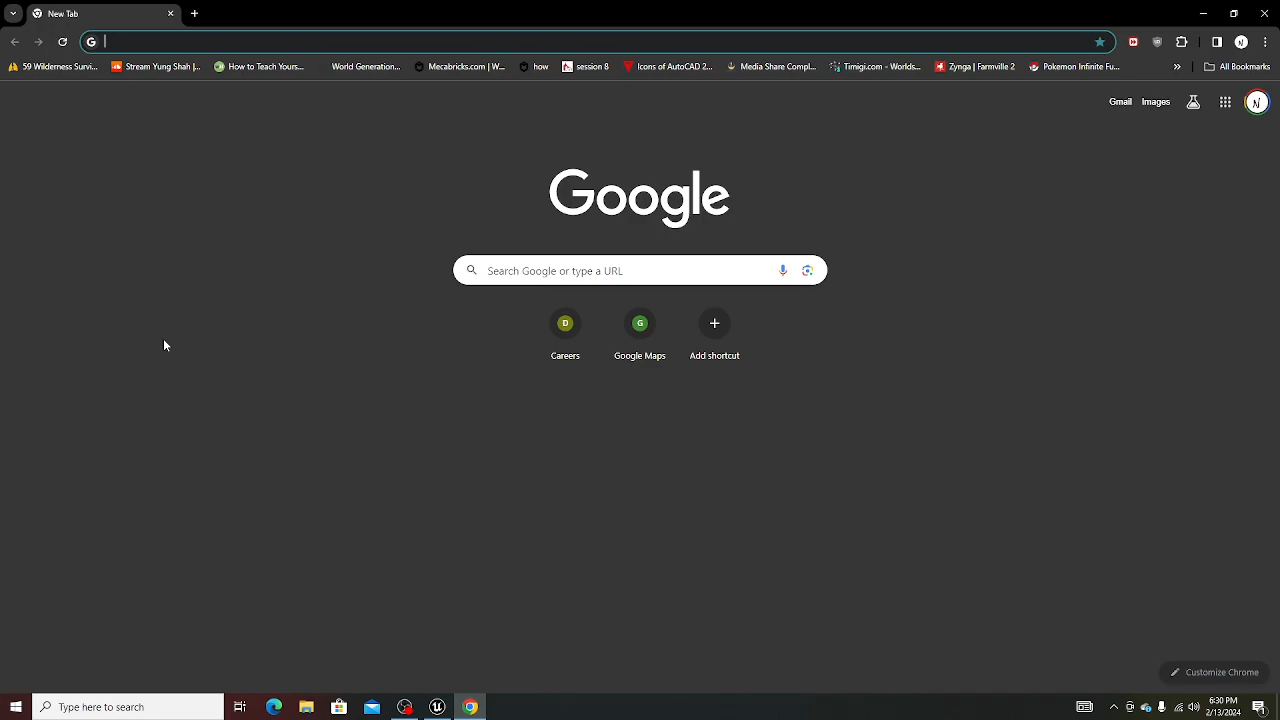 New Tab
59 Wilderness Surviv...
Stream Yung Shah |...
How to Teach Yours...
World Generation...
Mecabricks.com | W...
how
session 8
Icons of AutoCAD 2...
Media Share Compl...
Timigi.com - Worlds...
Zynga | Farmville 2
Pokemon Infinite Fu...
All Bookmarks
Gmail
Images
Google
Search Google or type a URL
D
G
Careers
Google Maps
Add shortcut
Customize Chrome
Type here to search
6:30 PM
2/13/2024